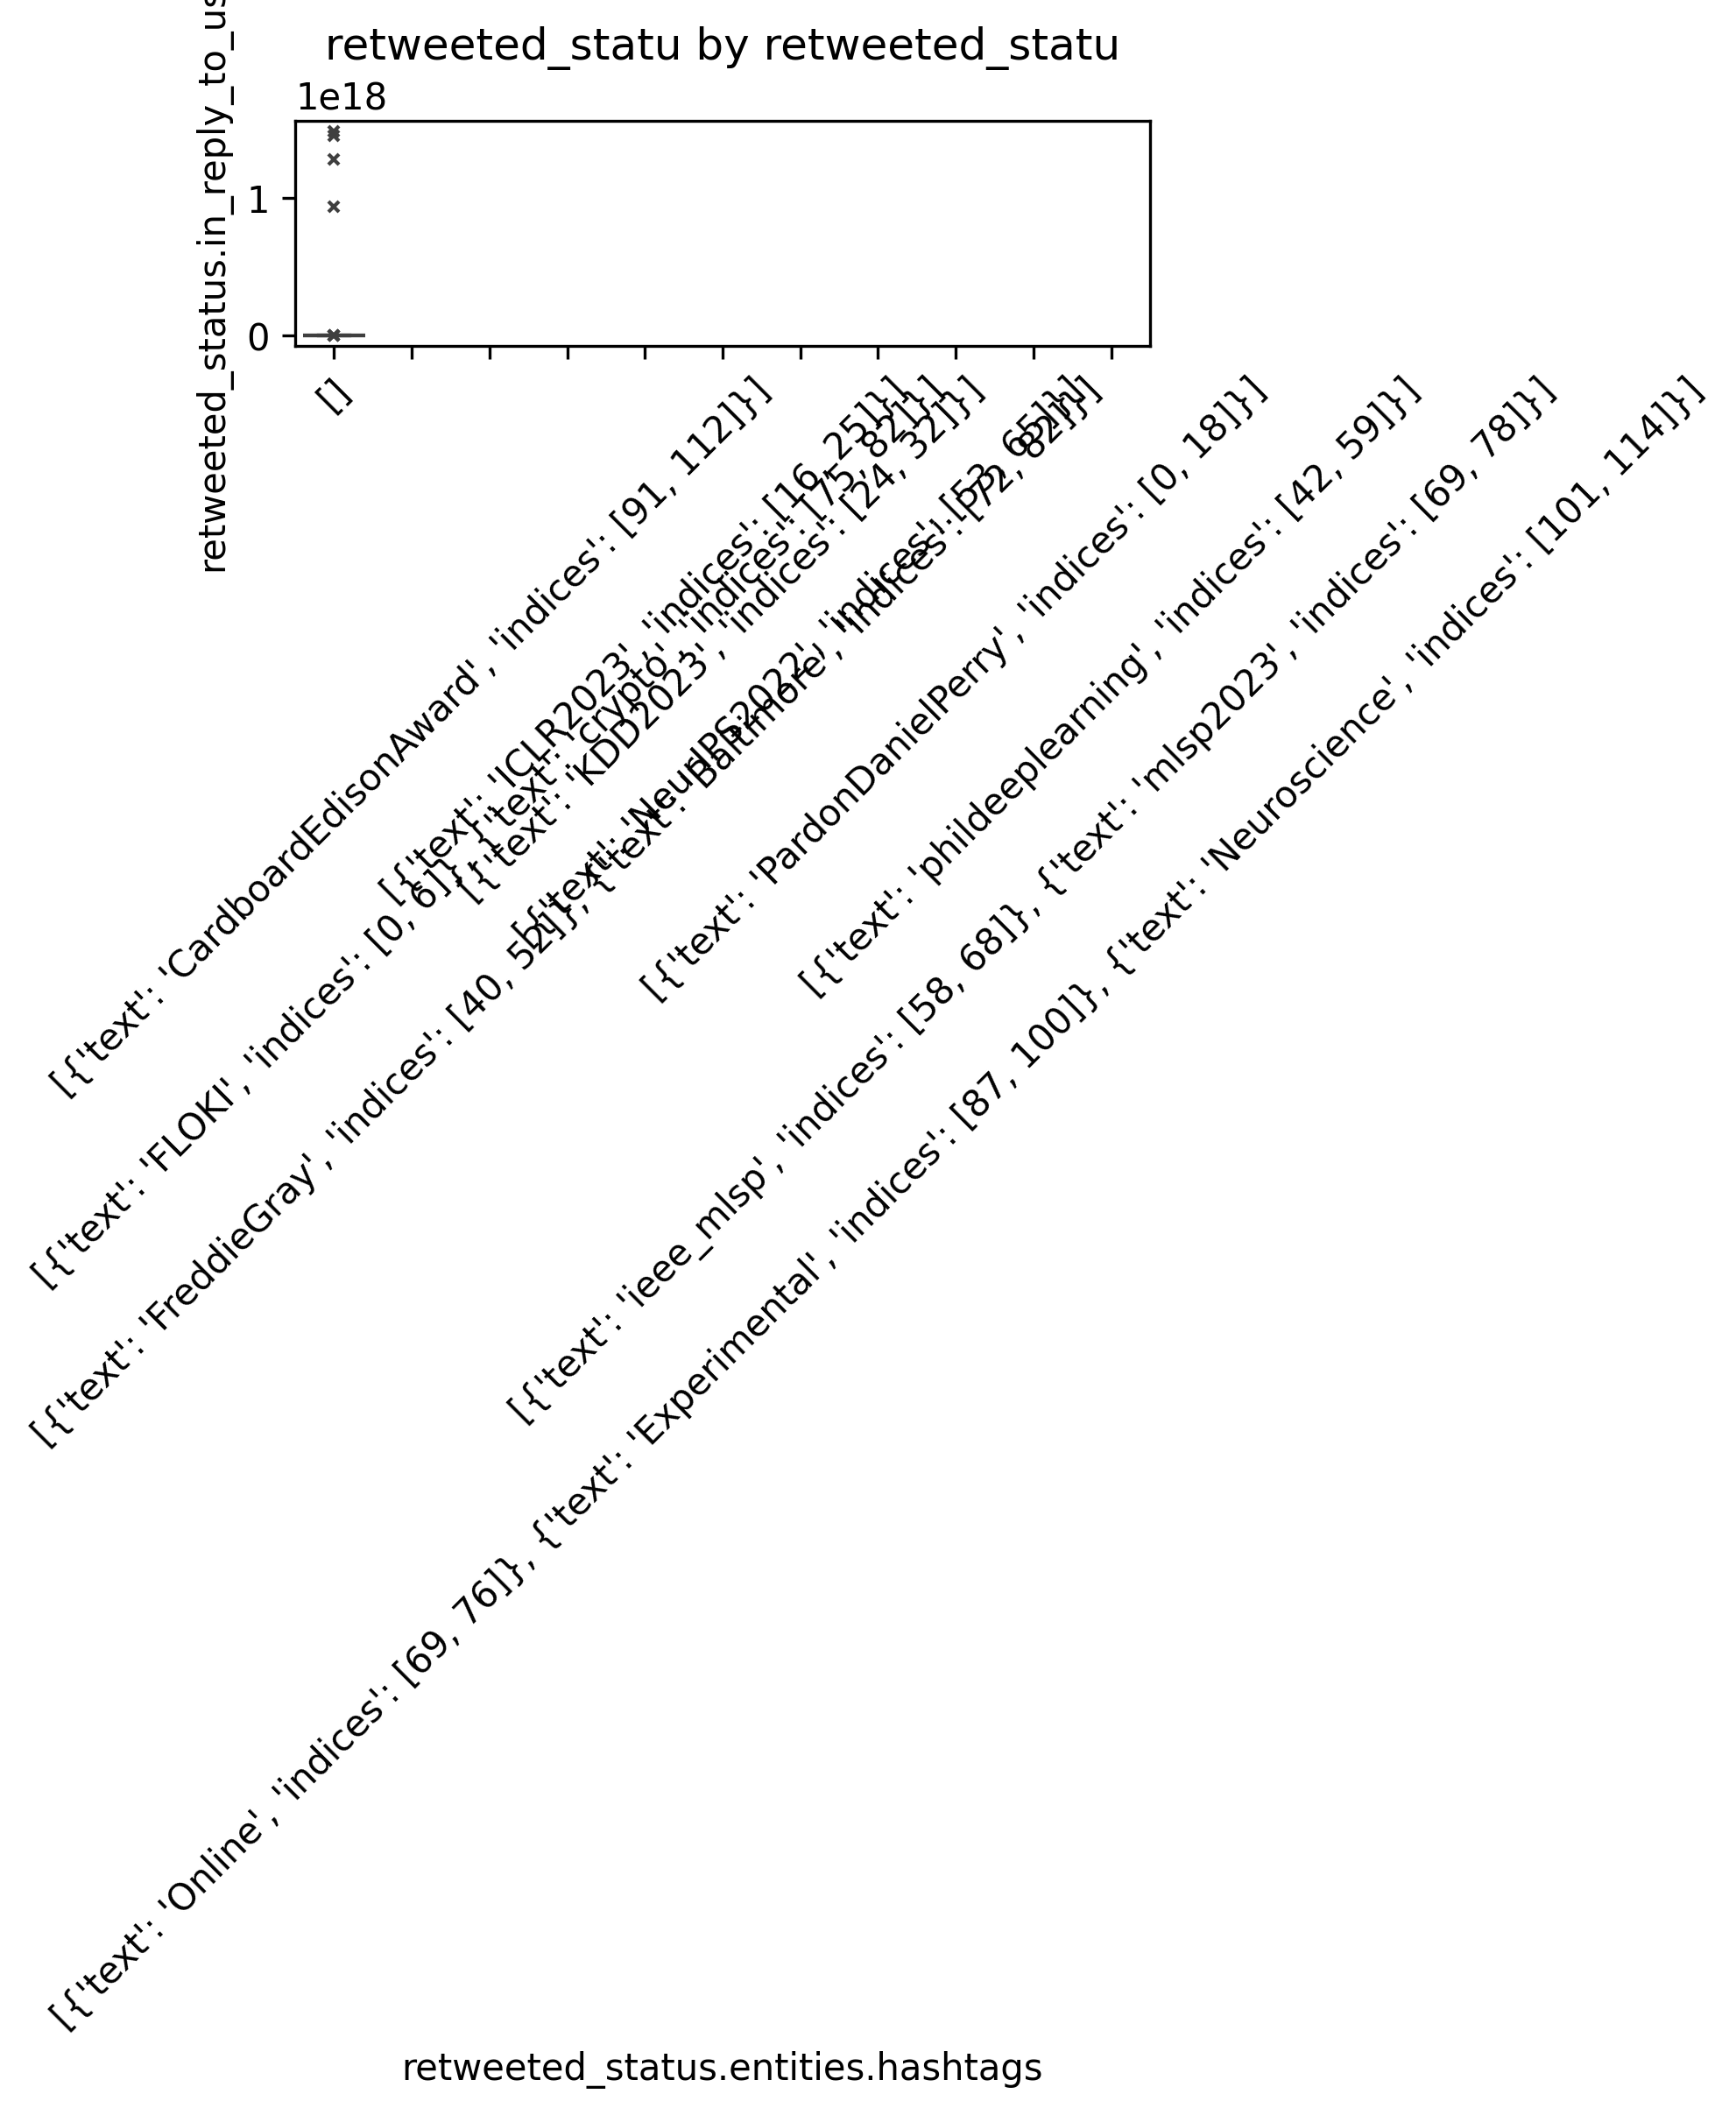 retweeted_statu by retweeted_statu
1e18
1
0
retweeted_status.in_reply_to_us
[]
[{'text': 'CardboardEdisonAward', 'indices': [91, 112]}]
[{'text': 'FLOKI', 'indices': [0, 6]}, {'text': 'crypto', 'indices': [75, 82]}]
[{'text': 'FreddieGray', 'indices': [40, 52]}, {'text': 'Baltimore', 'indices': [72, 82]}]
[{'text': 'ICLR2023', 'indices': [16, 25]}]
[{'text': 'KDD2023', 'indices': [24, 32]}]
[{'text': 'NeurIPS2022', 'indices': [53, 65]}]
[{'text': 'PardonDanielPerry', 'indices': [0, 18]}]
[{'text': 'phildeeplearning', 'indices': [42, 59]}]
[{'text': 'ieee_mlsp', 'indices': [58, 68]}, {'text': 'mlsp2023', 'indices': [69, 78]}]
[{'text': 'Online', 'indices': [69, 76]}, {'text': 'Experimental', 'indices': [87, 100]}, {'text': 'Neuroscience', 'indices': [101, 114]}]
retweeted_status.entities.hashtags